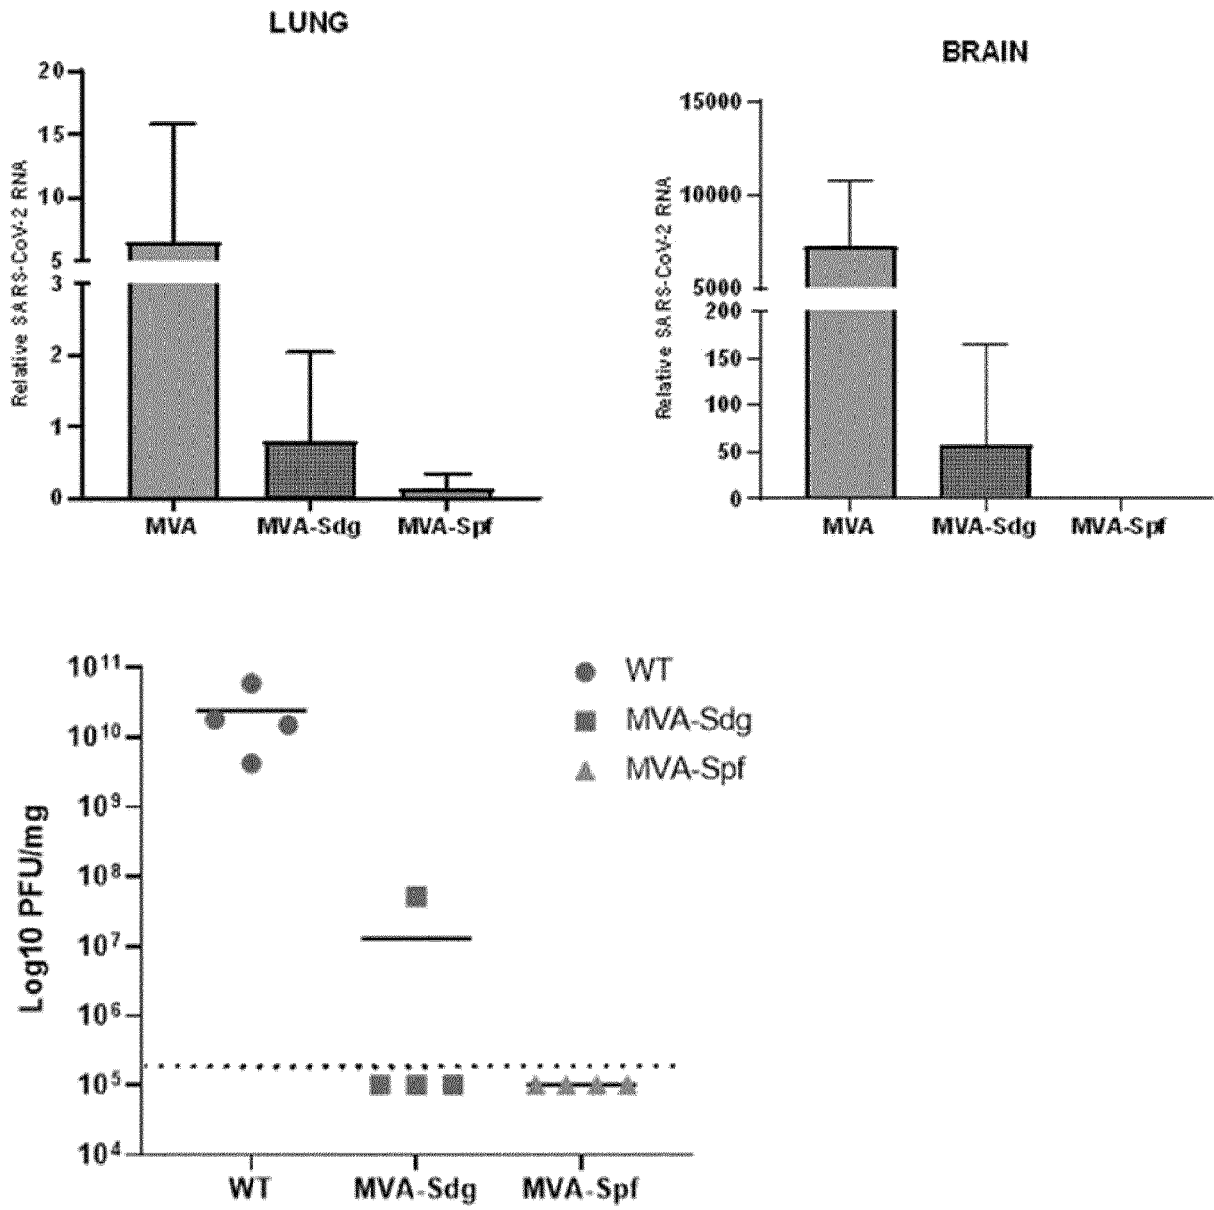 LUNG
Relative SARS-CoV-2 RNA
20
15
10
5
3
2
1
0
MVA MVA-Sdg MVA-Spf
BRAIN
Relative SARS-CoV-2 RNA
15000
10000
5000
200
150
100
50
0
MVA MVA-Sdg MVA-Spf
Log10 PFU/mg
10¹¹
10¹⁰
10⁹
10⁸
10⁷
10⁶
10⁵
10⁴
WT MVA-Sdg MVA-Spf
WT
MVA-Sdg
MVA-Spf